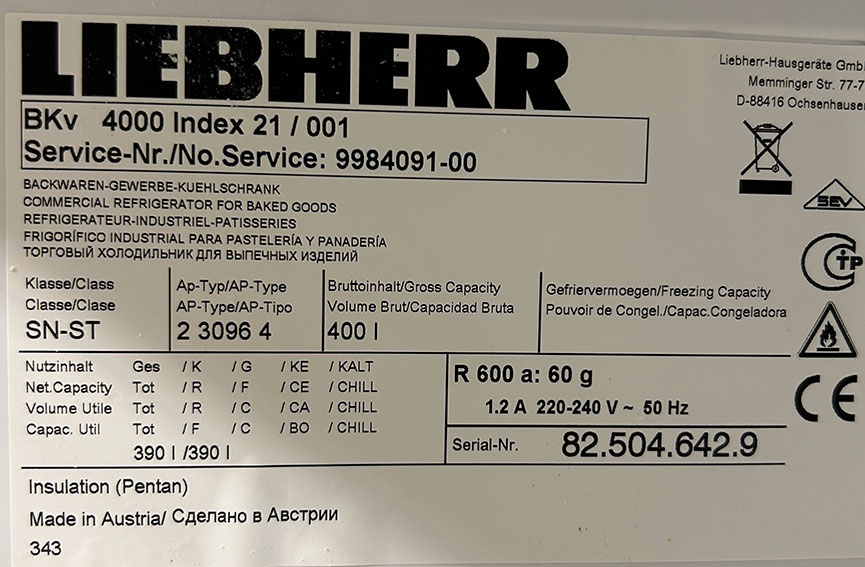 LIEBHERR
Liebherr-Hausgeräte
Memminger Str.
D-88416
BKv 4000 Index 21 / 001
Service-Nr./No.Service: 9984091-00
BACKWAREN-GEWERBE-KUEHLSCHRANK
COMMERCIAL REFRIGERATOR FOR BAKED GOODS
REFRIGERATEUR-INDUSTRIEL-PATISSERIES
FRIGORÍFICO INDUSTRIAL PARA PASTELERÍA Y PANADERÍA
ТОРГОВЫЙ ХОЛОДИЛЬНИК ДЛЯ ВЫПЕЧНЫХ ИЗДЕЛИЙ
SEV
Klasse/Class
Classe/Clase
SN-ST
Ap-Typ/AP-Type
AP-Type/AP-Tipo
2 3096 4
Bruttoinhalt/Gross Capacity
Volume Brut/Capacidad Bruta
400 l
Gefriervermoegen/Freezing Capacity
Pouvoir de Congel./Capac.Congeladora
Nutzinhalt Ges / K / G / KE / KALT
Net.Capacity Tot / R / F / CE / CHILL
Volume Utile Tot / R / C / CA / CHILL
Capac. Util Tot / F / C / BO / CHILL
390 l /390 l
R 600 a: 60 g
1.2 A 220-240 V ~ 50 Hz
Serial-Nr. 82.504.642.9
CE
Insulation (Pentan)
Made in Austria/ Сделано в Австрии
343